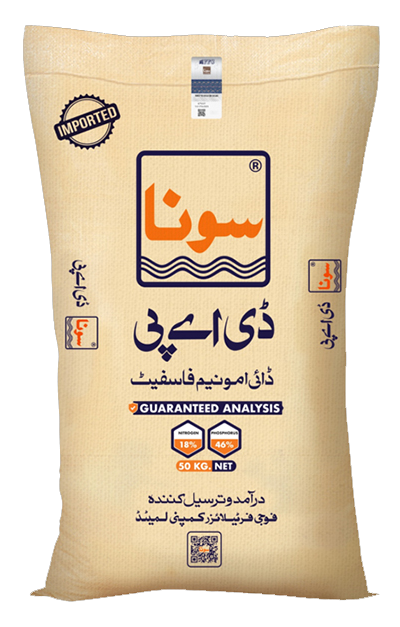 IMPORTED
®
سونا
ڈی اے پی
ڈائی امونیم فاسفیٹ
GUARANTEED ANALYSIS
NITROGEN
18%
PHOSPHORUS
46%
50 KG. NET
درآمد و ترسیل کنندہ
فوجی فرٹیلائزر کمپنی لمیٹڈ
سونا
ڈی اے پی
سونا
ڈی اے پی